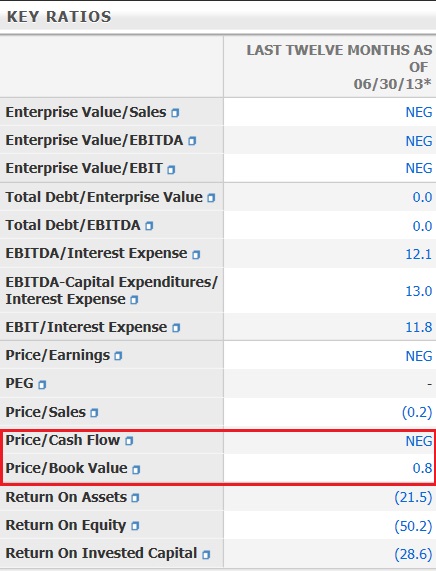 KEY RATIOS
LAST TWELVE MONTHS AS
OF
06/30/13*
Enterprise Value/Sales NEG
Enterprise Value/EBITDA NEG
Enterprise Value/EBIT NEG
Total Debt/Enterprise Value 0.0
Total Debt/EBITDA 0.0
EBITDA/Interest Expense 12.1
EBITDA-Capital Expenditures/
Interest Expense 13.0
EBIT/Interest Expense 11.8
Price/Earnings NEG
PEG -
Price/Sales (0.2)
Price/Cash Flow NEG
Price/Book Value 0.8
Return On Assets (21.5)
Return On Equity (50.2)
Return On Invested Capital (28.6)